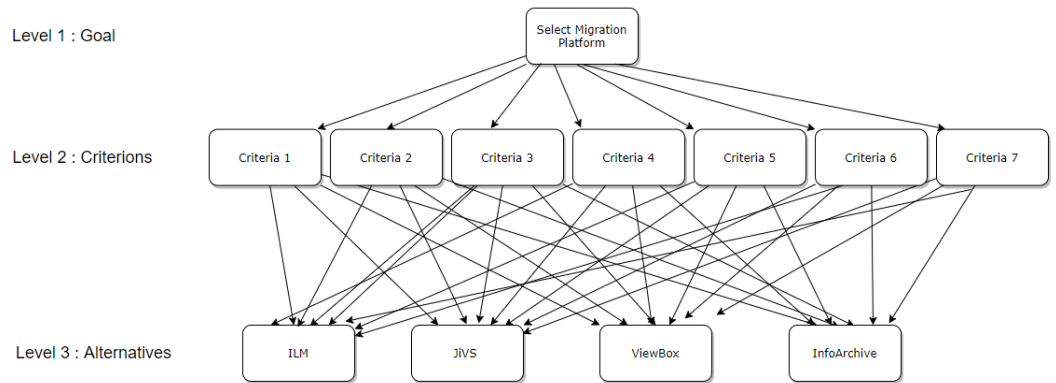 Level 1 : Goal
Select Migration
Platform
Level 2 : Criterions
Criteria 1
Criteria 2
Criteria 3
Criteria 4
Criteria 5
Criteria 6
Criteria 7
Level 3 : Alternatives
ILM
JiVS
ViewBox
InfoArchive